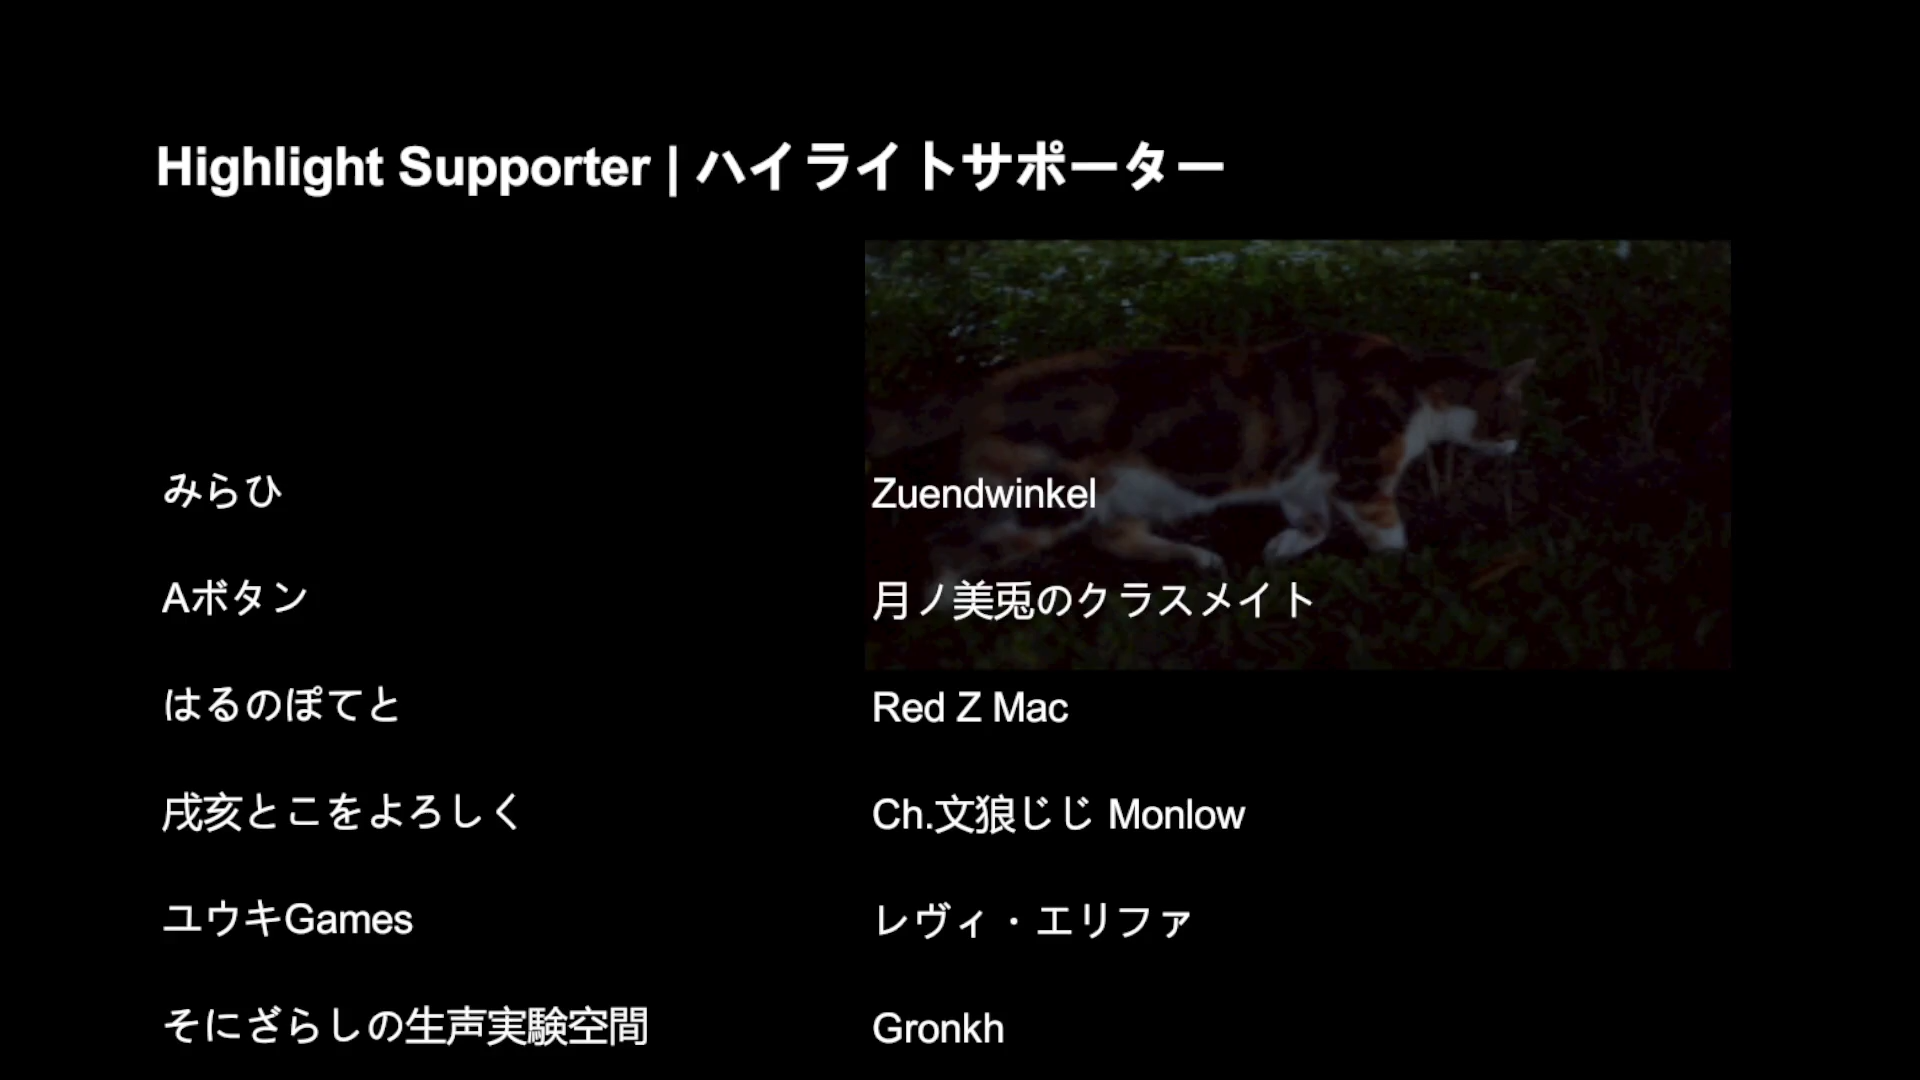 Highlight Supporter | ハイライトサポーター
みらひ
Zuendwinkel
Aボタン
月ノ美兎のクラスメイト
はるのぽてと
Red Z Mac
戌亥とこをよろしく
Ch.文狼じじ Monlow
ユウキGames
レヴィ・エリファ
そにざらしの生声実験空間
Gronkh